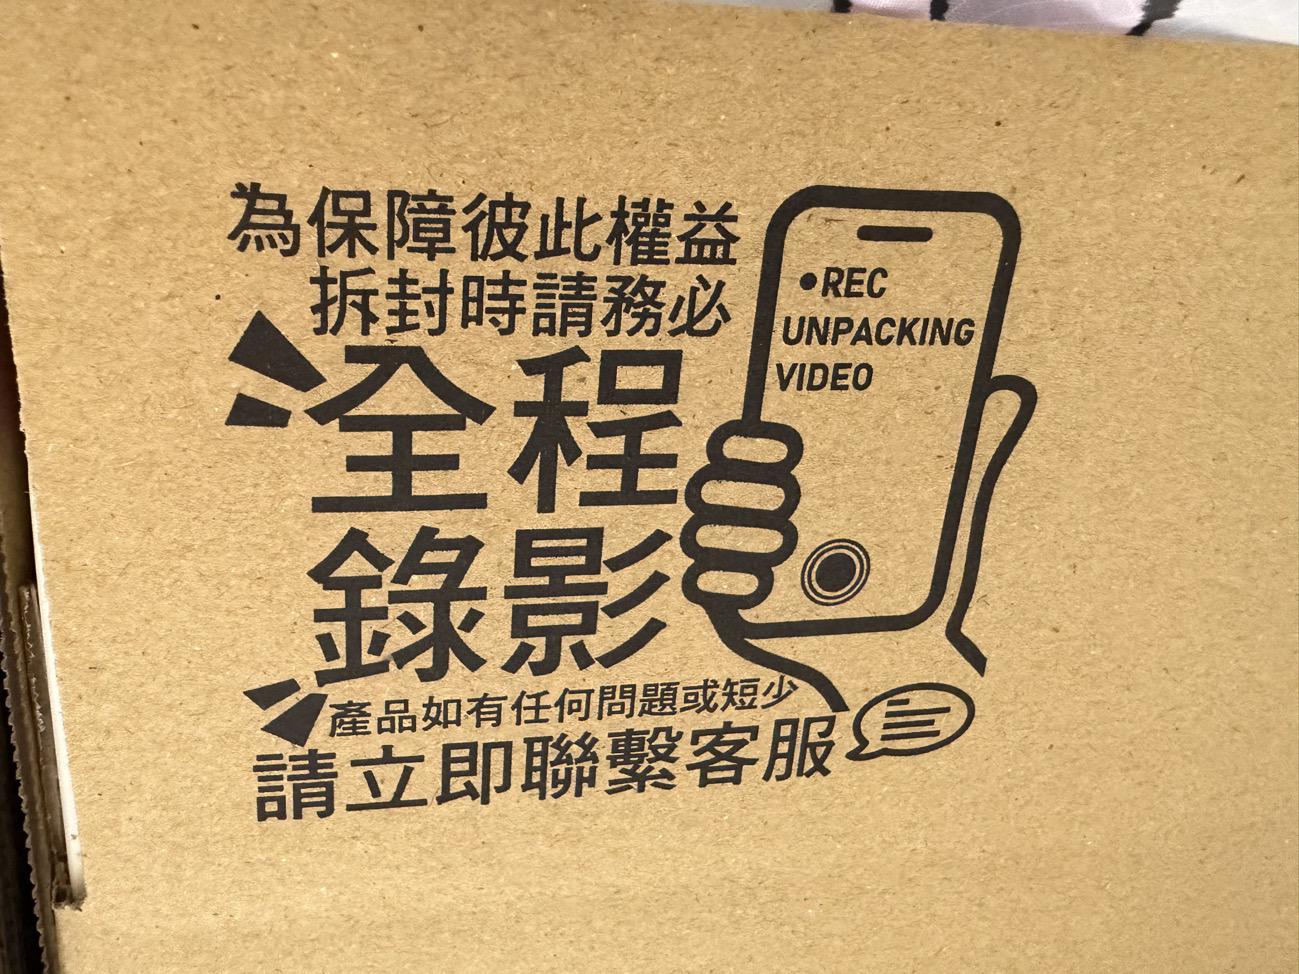 為保障彼此權益
拆封時請務必
全程
錄影
產品如有任何問題或短少
請立即聯繫客服
•REC
UNPACKING
VIDEO